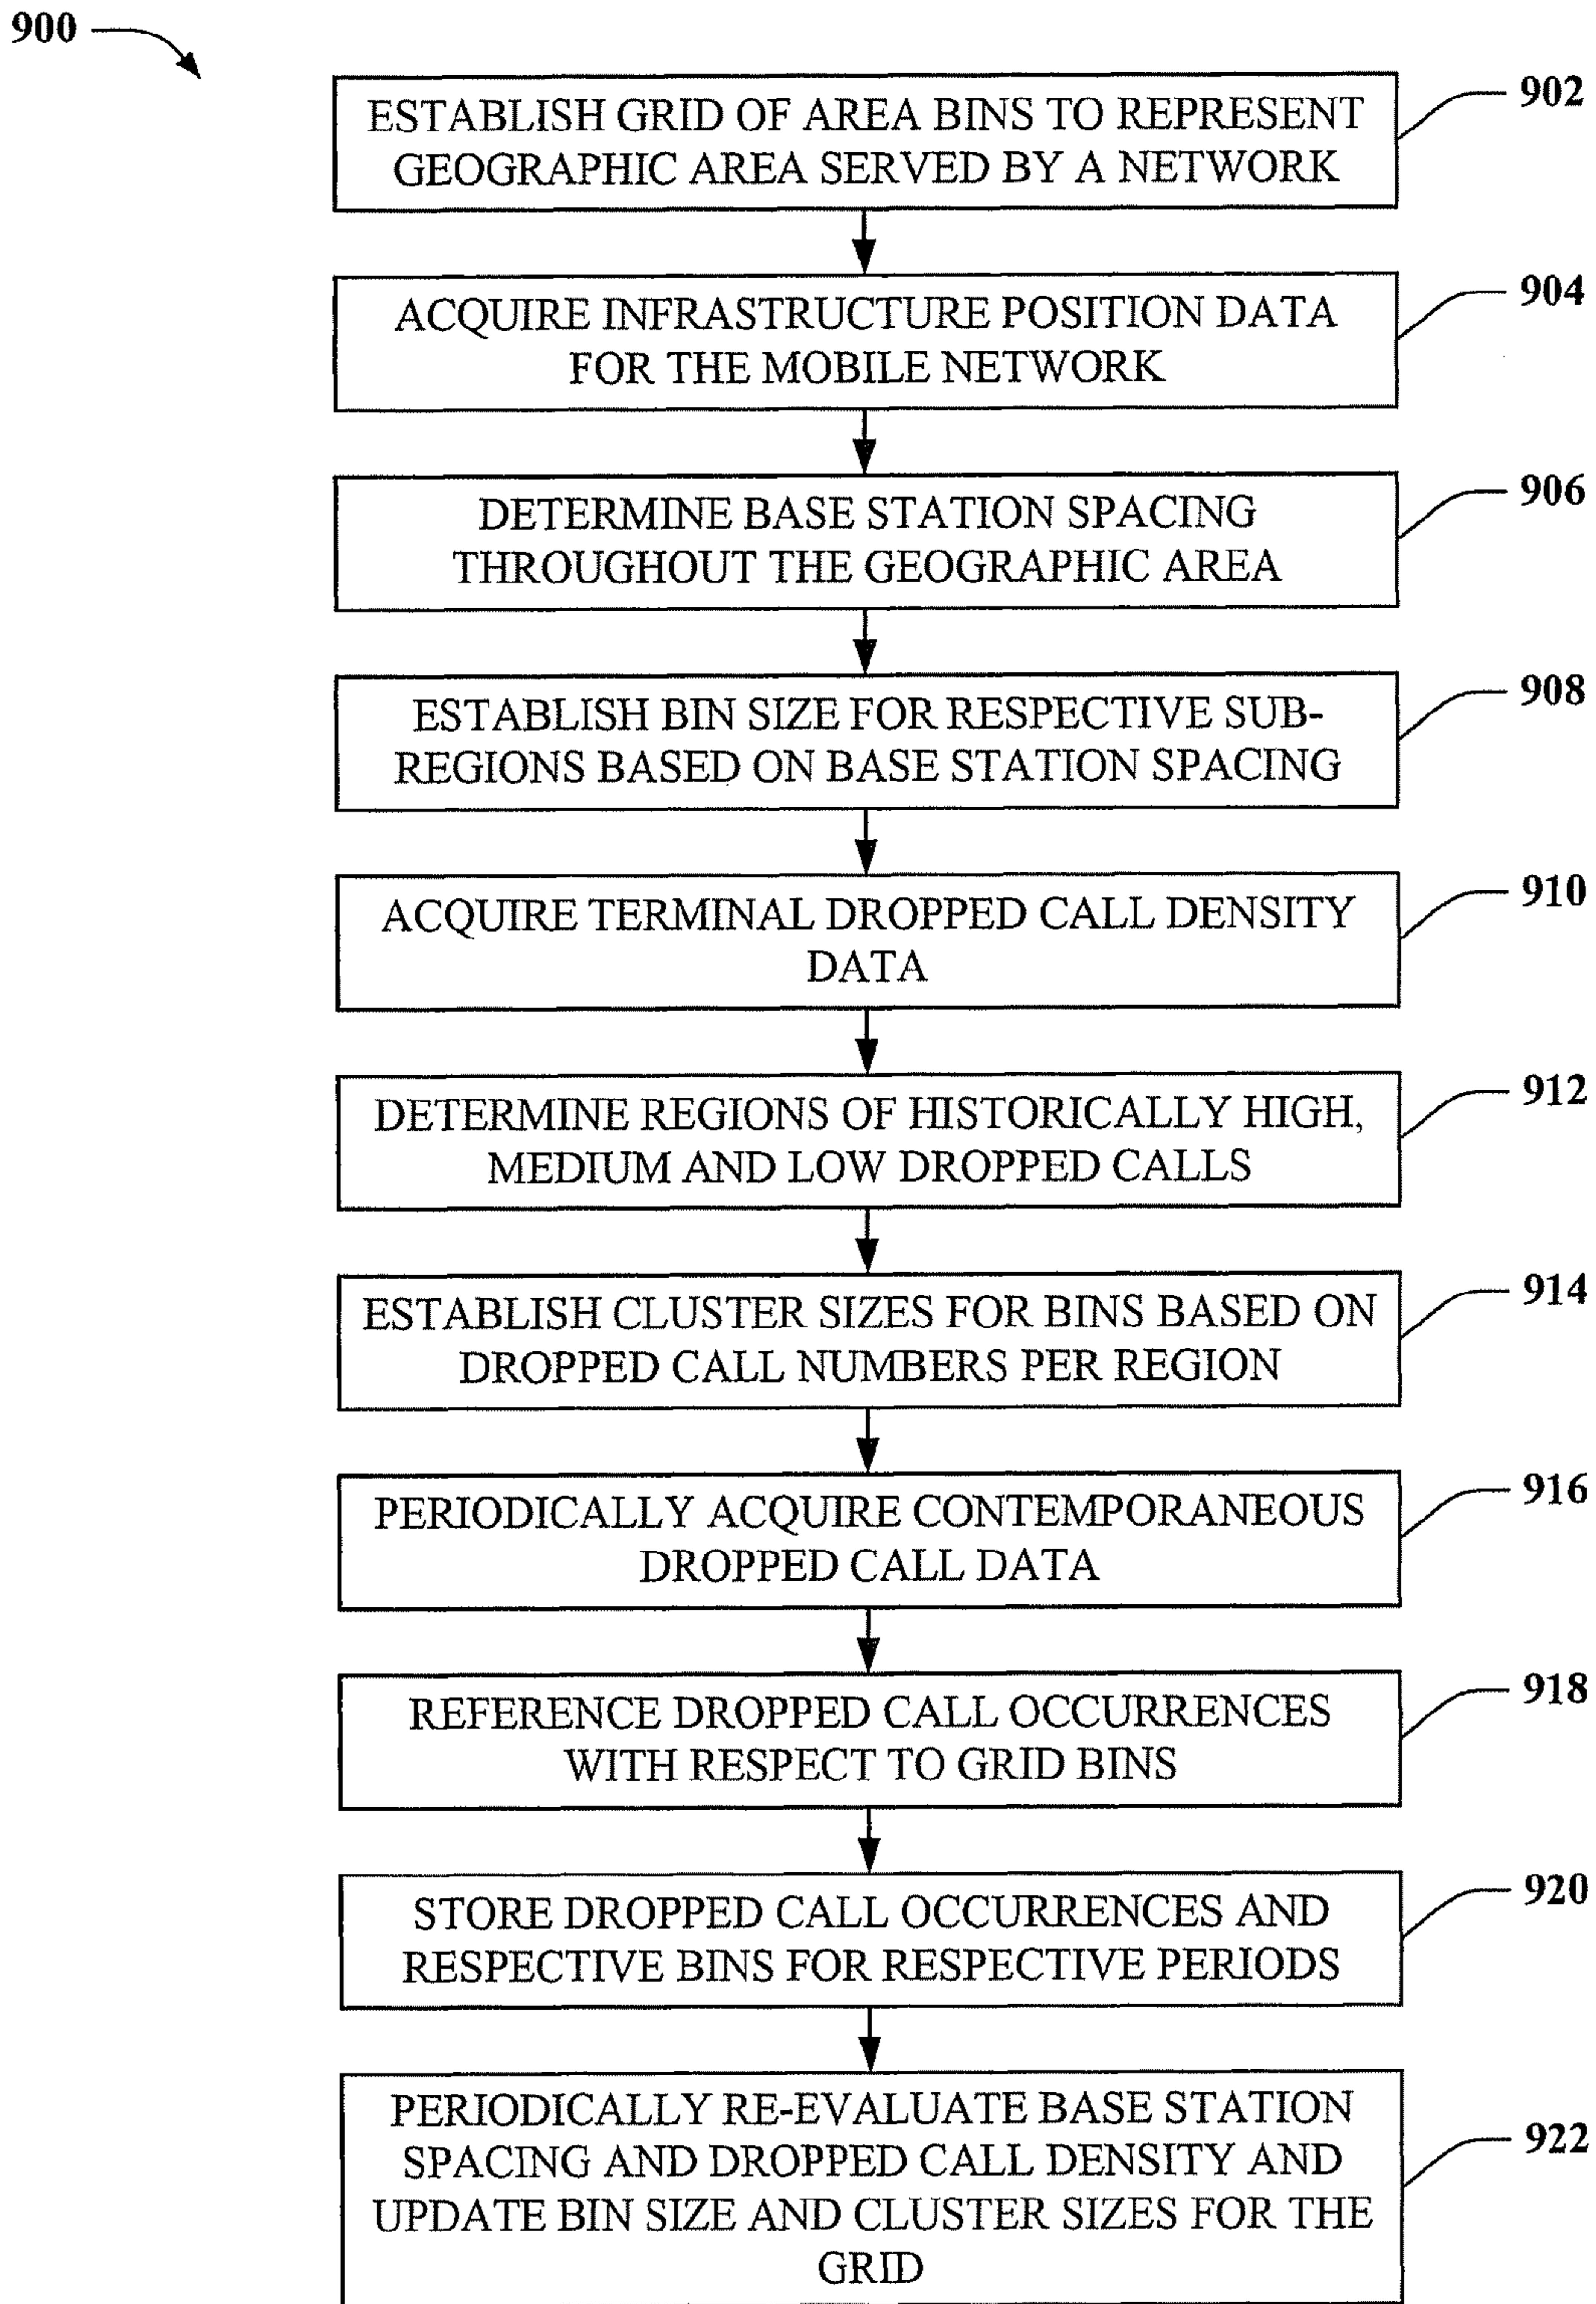 900
ESTABLISH GRID OF AREA BINS TO REPRESENT
GEOGRAPHIC AREA SERVED BY A NETWORK
902
ACQUIRE INFRASTRUCTURE POSITION DATA
FOR THE MOBILE NETWORK
904
DETERMINE BASE STATION SPACING
THROUGHOUT THE GEOGRAPHIC AREA
906
ESTABLISH BIN SIZE FOR RESPECTIVE SUB-
REGIONS BASED ON BASE STATION SPACING
908
ACQUIRE TERMINAL DROPPED CALL DENSITY
DATA
910
DETERMINE REGIONS OF HISTORICALLY HIGH,
MEDIUM AND LOW DROPPED CALLS
912
ESTABLISH CLUSTER SIZES FOR BINS BASED ON
DROPPED CALL NUMBERS PER REGION
914
PERIODICALLY ACQUIRE CONTEMPORANEOUS
DROPPED CALL DATA
916
REFERENCE DROPPED CALL OCCURRENCES
WITH RESPECT TO GRID BINS
918
STORE DROPPED CALL OCCURRENCES AND
RESPECTIVE BINS FOR RESPECTIVE PERIODS
920
PERIODICALLY RE-EVALUATE BASE STATION
SPACING AND DROPPED CALL DENSITY AND
UPDATE BIN SIZE AND CLUSTER SIZES FOR THE
GRID
922